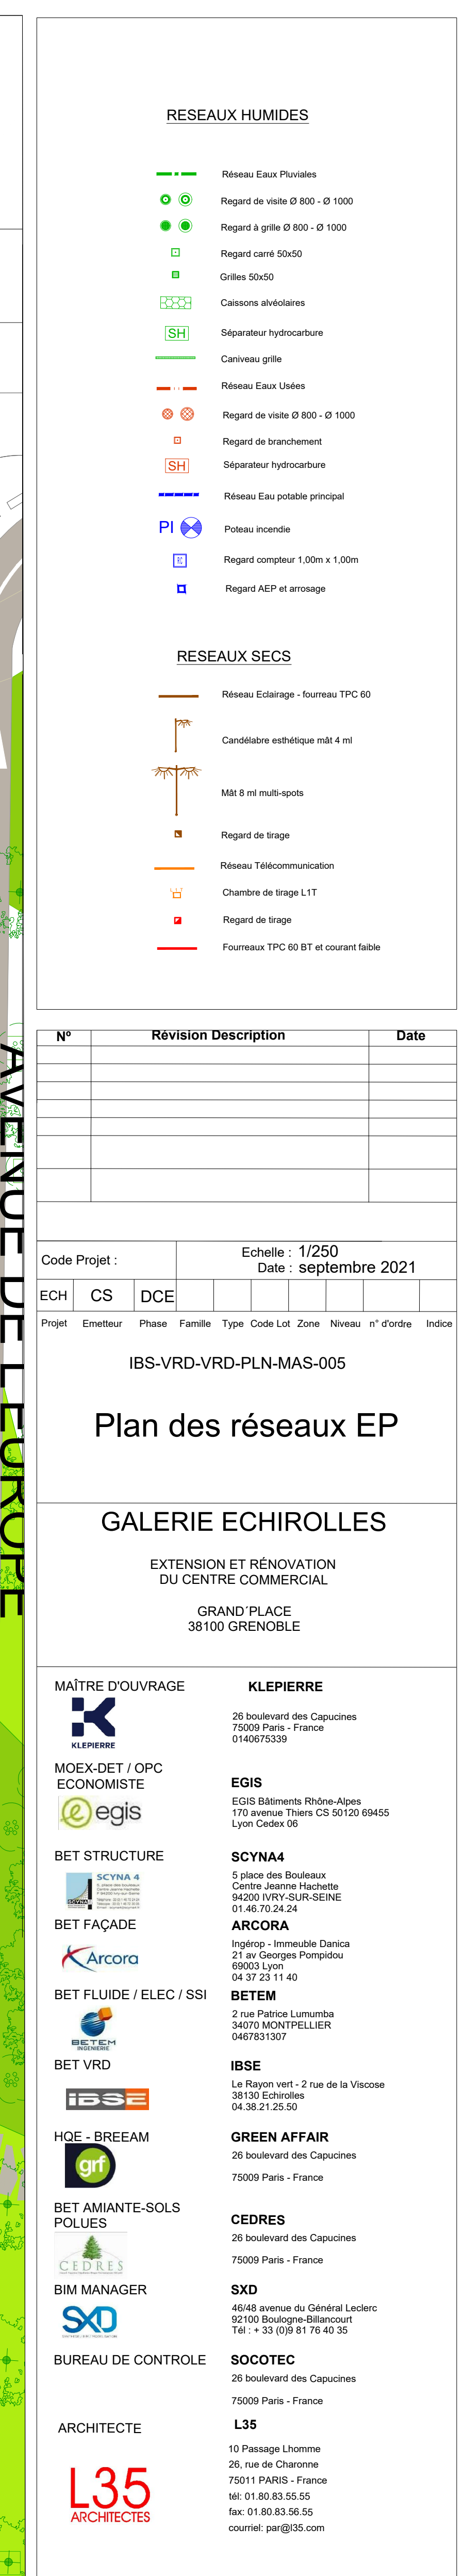 RESEAUX HUMIDES
Réseau Eaux Pluviales
Regard de visite Ø 800 - Ø 1000
Regard à grille Ø 800 - Ø 1000
Regard carré 50x50
Grilles 50x50
Caissons alvéolaires
SH Séparateur hydrocarbure
Caniveau grille
Réseau Eaux Usées
Regard de visite Ø 800 - Ø 1000
Regard de branchement
SH Séparateur hydrocarbure
Réseau Eau potable principal
PI Poteau incendie
Regard compteur 1,00m x 1,00m
Regard AEP et arrosage
RESEAUX SECS
Réseau Eclairage - fourreau TPC 60
Candélabre esthétique mât 4 ml
Mât 8 ml multi-spots
Regard de tirage
Réseau Télécommunication
L1T Chambre de tirage L1T
Regard de tirage
Fourreaux TPC 60 BT et courant faible
AVENUE DE L'EUROPE
Nº Révision Description Date
Code Projet :
Echelle : 1/250
Date : septembre 2021
ECH CS DCE
Projet Emetteur Phase Famille Type Code Lot Zone Niveau n° d'ordre Indice
IBS-VRD-VRD-PLN-MAS-005
Plan des réseaux EP
GALERIE ECHIROLLES
EXTENSION ET RÉNOVATION
DU CENTRE COMMERCIAL
GRAND´PLACE
38100 GRENOBLE
MAÎTRE D'OUVRAGE
KLEPIERRE
KLEPIERRE
26 boulevard des Capucines
75009 Paris - France
0140675339
MOEX-DET / OPC
ECONOMISTE
egis
EGIS
EGIS Bâtiments Rhône-Alpes
170 avenue Thiers CS 50120 69455
Lyon Cedex 06
BET STRUCTURE
SCYNA 4
SCYNA4
5 place des Bouleaux
Centre Jeanne Hachette
94200 IVRY-SUR-SEINE
01.46.70.24.24
BET FAÇADE
Arcora
ARCORA
Ingérop - Immeuble Danica
21 av Georges Pompidou
69003 Lyon
04 37 23 11 40
BET FLUIDE / ELEC / SSI
BETEM
INGENIERIE
BETEM
2 rue Patrice Lumumba
34070 MONTPELLIER
0467831307
BET VRD
IBSE
IBSE
Le Rayon vert - 2 rue de la Viscose
38130 Echirolles
04.38.21.25.50
HQE - BREEAM
grf
GREEN AFFAIR
26 boulevard des Capucines
75009 Paris - France
BET AMIANTE-SOLS
POLUES
CEDRES
CEDRES
26 boulevard des Capucines
75009 Paris - France
BIM MANAGER
SXD
SXD
46/48 avenue du Général Leclerc
92100 Boulogne-Billancourt
Tél : + 33 (0)9 81 76 40 35
BUREAU DE CONTROLE
SOCOTEC
26 boulevard des Capucines
75009 Paris - France
ARCHITECTE
L35
ARCHITECTES
L35
10 Passage Lhomme
26, rue de Charonne
75011 PARIS - France
tél: 01.80.83.55.55
fax: 01.80.83.56.55
courriel: par@l35.com